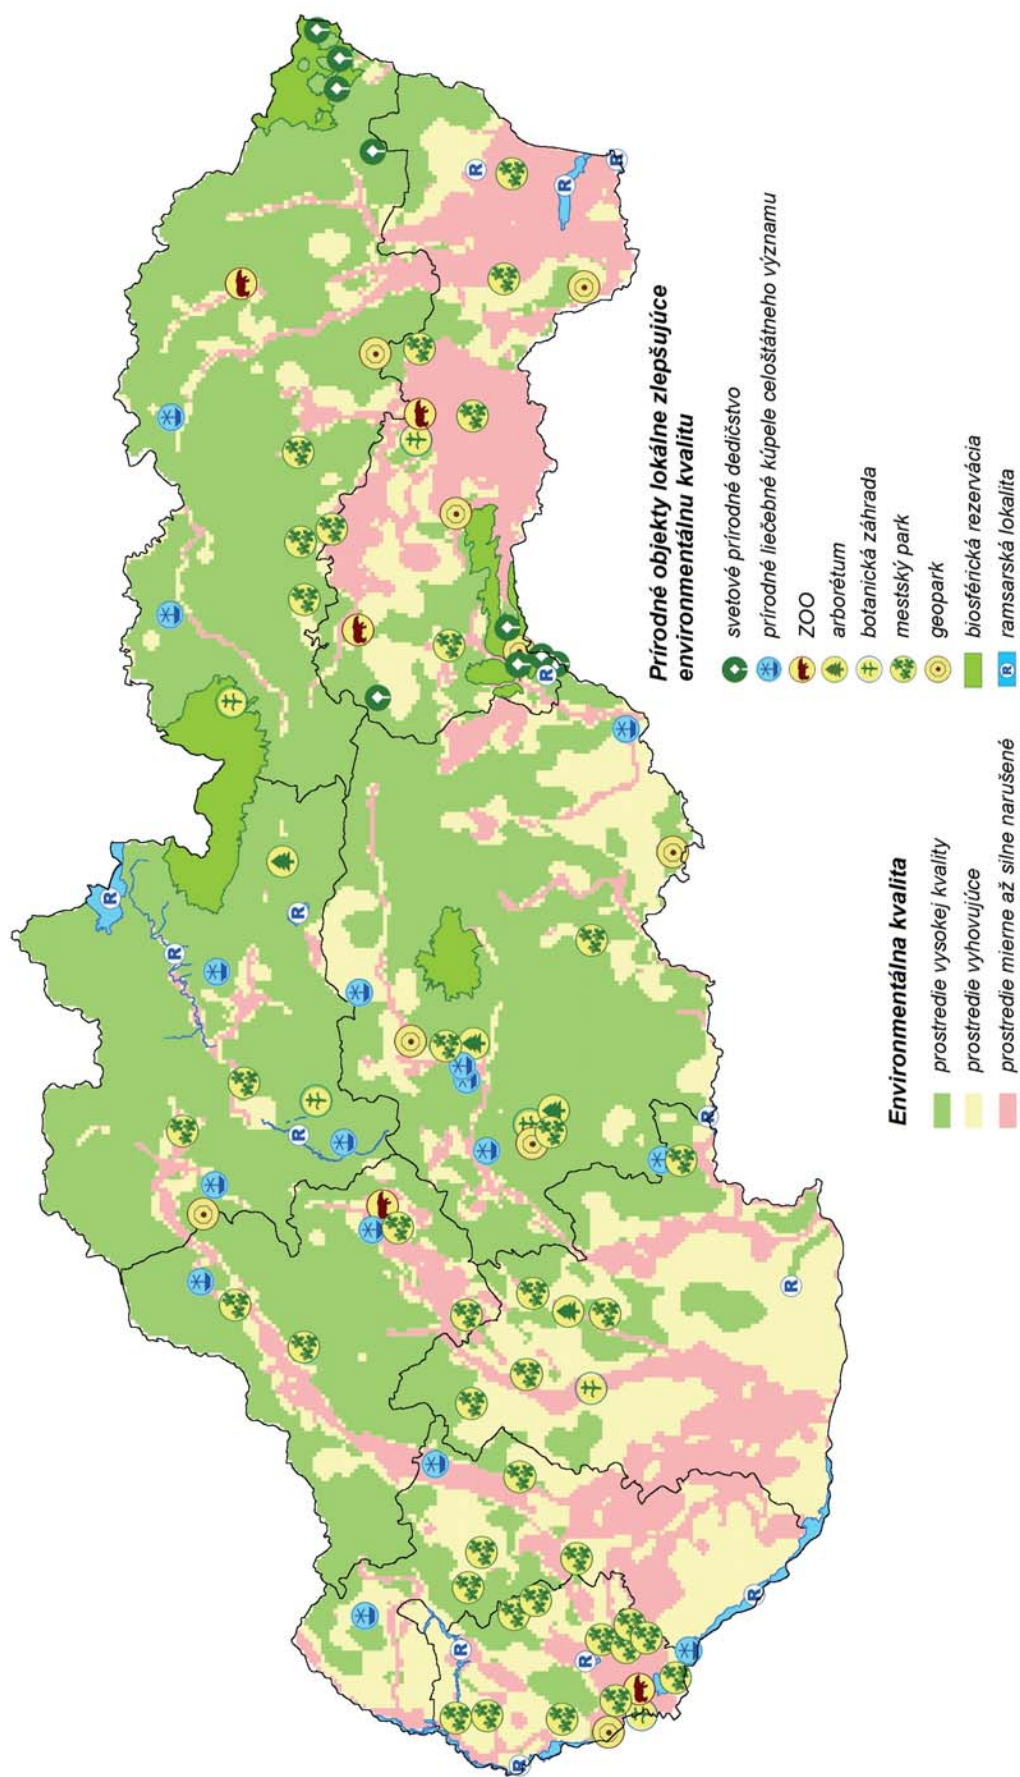 Prírodné objekty lokálne zlepšujúce
environmentálnu kvalitu
svetové prírodné dedičstvo
prírodné liečebné kúpele celoštátneho významu
ZOO
arborétum
botanická záhrada
mestský park
geopark
biosférická rezervácia
R ramsarská lokalita
Environmentálna kvalita
prostredie vysokej kvality
prostredie vyhovujúce
prostredie mierne až silne narušené
R
R
R
R
R
R
R
R
R
R
R
R
R
R